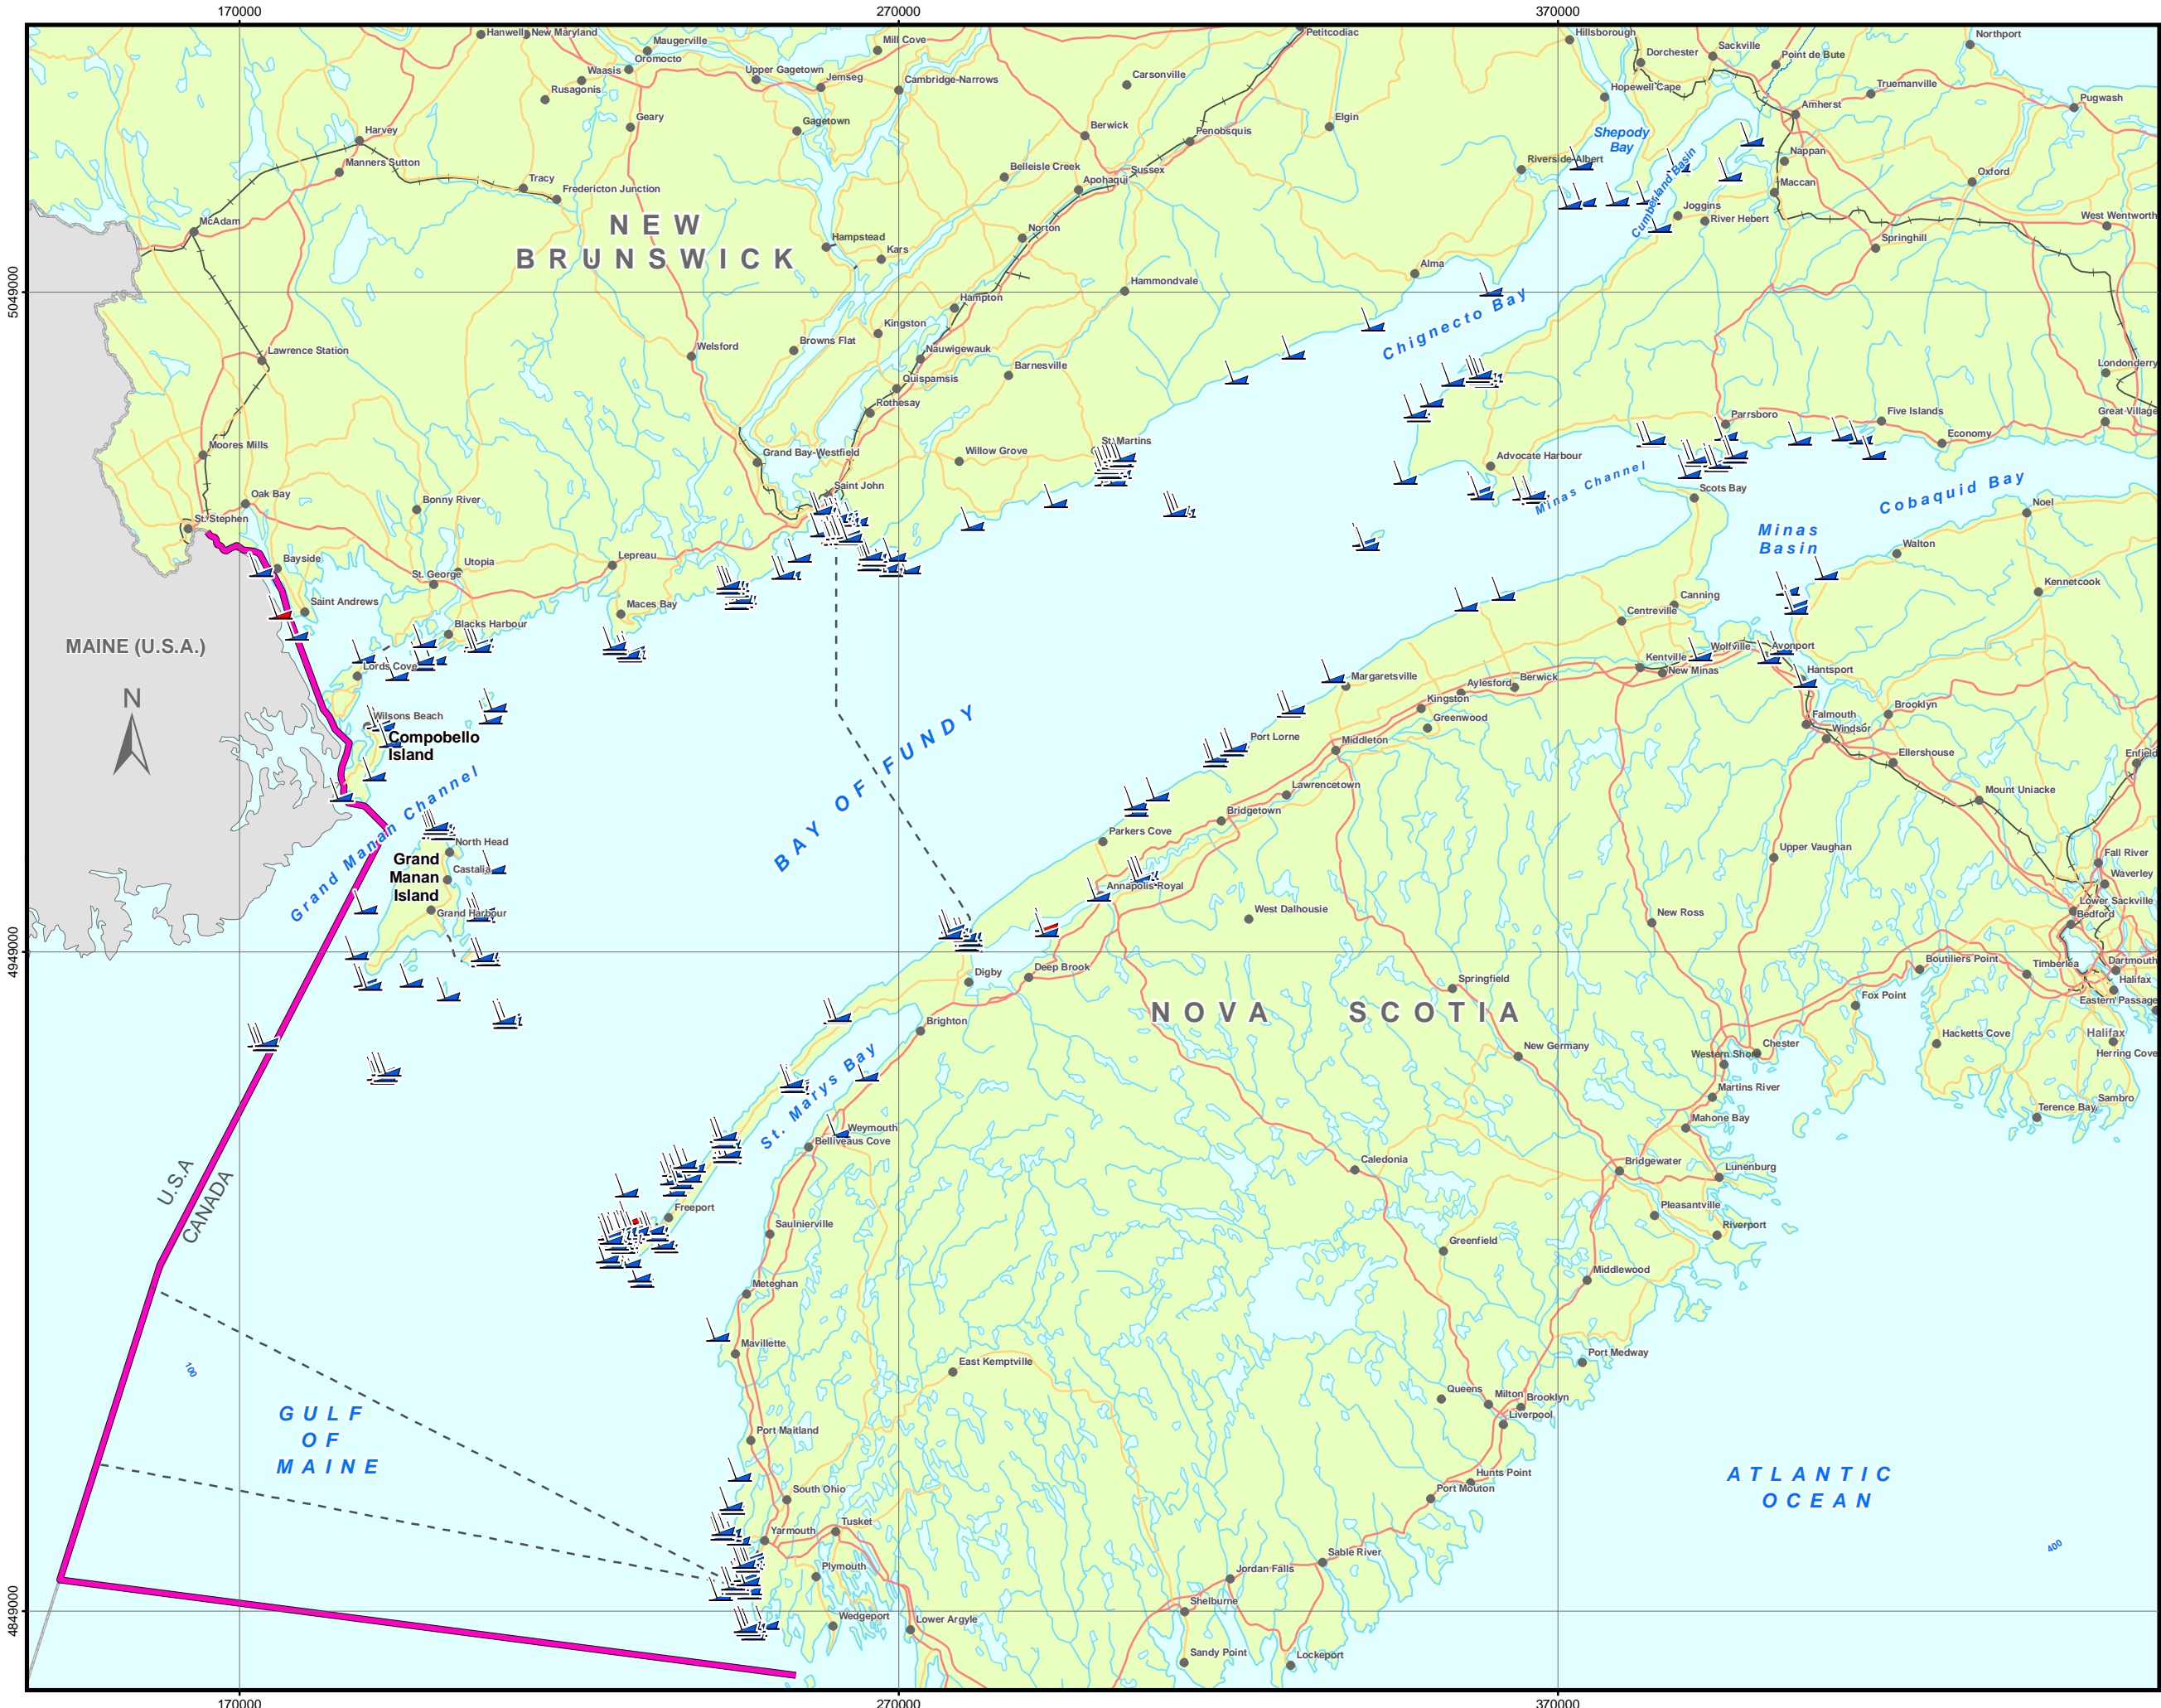 170000
270000
370000
Hanwell
New Maryland
Maugerville
Oromocto
Waasis
Rusagonis
Geary
Upper Gagetown
Jemseg
Mill Cove
Cambridge-Narrows
Gagetown
Carsonville
Petitcodiac
Hillsborough
Dorchester
Sackville
Point de Bute
Northport
Hopewell Cape
Truemanville
Pugwash
Amherst
Harvey
Manners Sutton
Tracy
Fredericton Junction
Berwick
Penobsquis
Elgin
Belleisle Creek
Apohaqui
Sussex
Riverside-Albert
Shepody
Bay
Cumberland Basin
Nappan
Maccan
Oxford
Joggins
River Hebert
West Wentworth
Springhill
McAdam
NEW
BRUNSWICK
Hampstead
Kars
Norton
Hammondvale
Alma
5049000
Hampton
Kingston
Chignecto Bay
Lawrence Station
Welsford
Browns Flat
Nauwigewauk
Barnesville
Quispamsis
Rothesay
Londonderry
Great Village
Parrsboro
Five Islands
Economy
Moores Mills
Grand Bay-Westfield
Willow Grove
St. Martins
Advocate Harbour
Minas Channel
Scots Bay
Cobaquid Bay
Noel
Oak Bay
Bonny River
Saint John
St. Stephen
Minas
Basin
Walton
Bayside
St. George
Utopia
Lepreau
Kennetcook
Saint Andrews
Maces Bay
Canning
Centreville
Blacks Harbour
MAINE (U.S.A.)
Lords Cove
Kentville
New Minas
Wolfville
Avonport
Hantsport
Margaretsville
Aylesford
Berwick
Kingston
Greenwood
N
Wilsons Beach
Compobello
Island
BAY OF FUNDY
Port Lorne
Middleton
Falmouth
Windsor
Brooklyn
Ellershouse
Enfield
Lawrencetown
Bridgetown
Mount Uniacke
Grand Manan Channel
North Head
Grand
Manan
Island
Castalia
Grand Harbour
Parkers Cove
Annapolis Royal
West Dalhousie
Upper Vaughan
Fall River
Waverley
Lower Sackville
Bedford
New Ross
4949000
Digby
Deep Brook
Springfield
Boutiliers Point
Timberlea
Dartmouth
Halifax
Eastern Passage
Fox Point
NOVA SCOTIA
Brighton
Hacketts Cove
Halifax
Herring Cove
New Germany
Western Shore
Chester
St. Marys Bay
Martins River
Mahone Bay
Terence Bay
Sambro
Weymouth
Belliveaus Cove
Caledonia
Bridgewater
Lunenburg
U.S.A
CANADA
Freeport
Pleasantville
Riverport
Saulnierville
Greenfield
Meteghan
Middlewood
Mavillette
East Kemptville
Port Medway
100
Queens
Milton
Brooklyn
Liverpool
GULF
OF
MAINE
Port Maitland
Hunts Point
Port Mouton
ATLANTIC
OCEAN
South Ohio
Yarmouth
Tusket
400
Sable River
Jordan Falls
Plymouth
Shelburne
4849000
Wedgeport
Lower Argyle
Sandy Point
Lockeport
170000
270000
370000